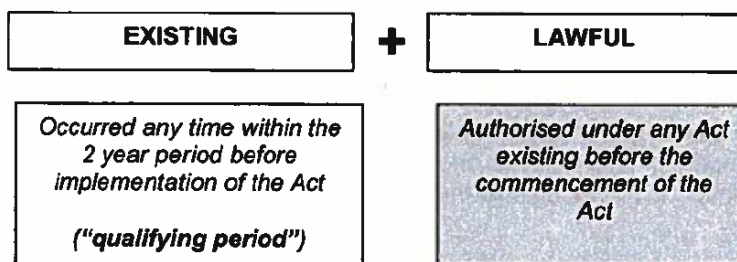 EXISTING + LAWFUL
Occurred any time within the
2 year period before
implementation of the Act
("qualifying period")
Authorised under any Act
existing before the
commencement of the
Act